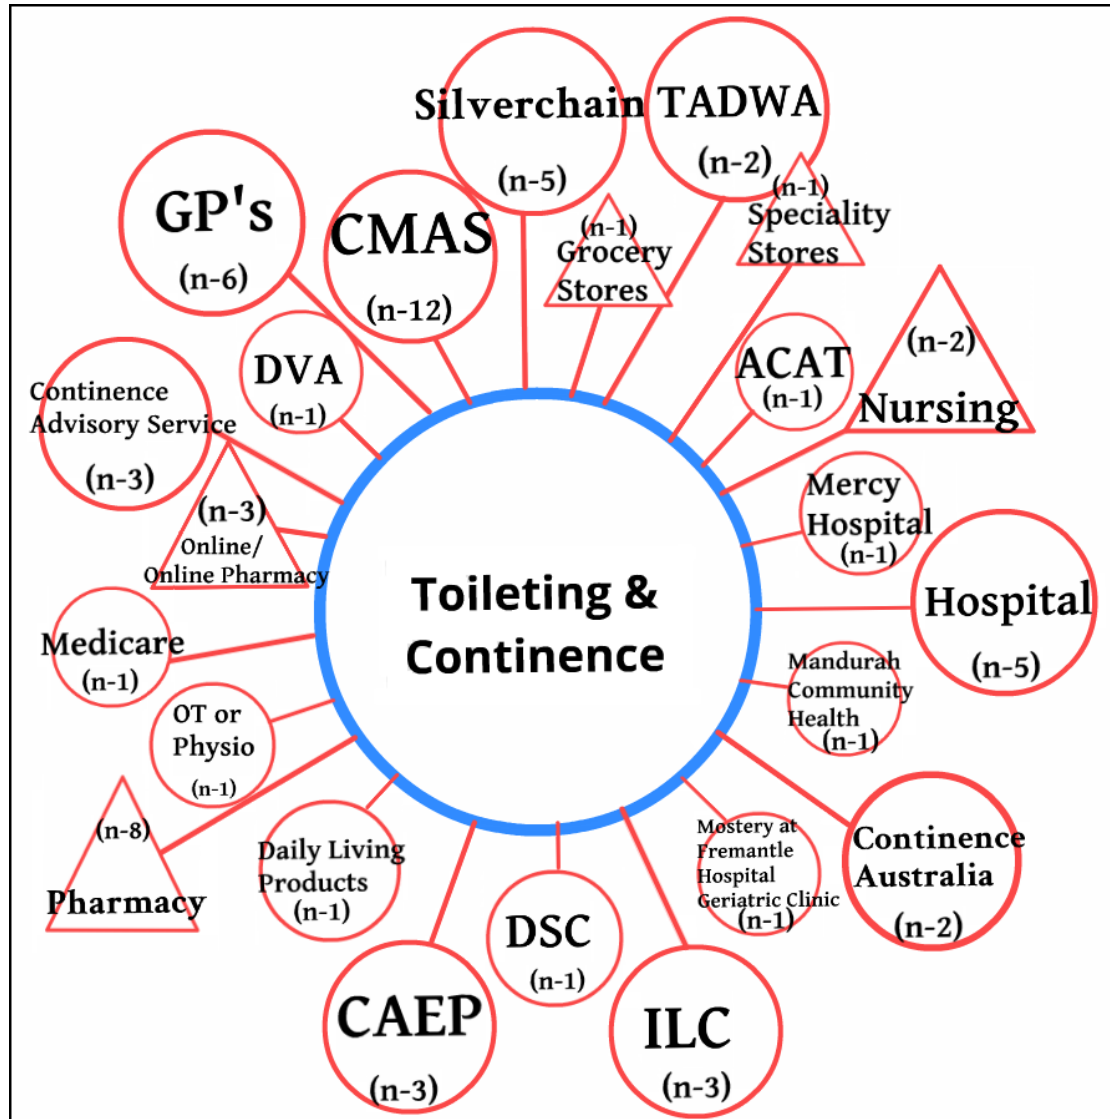 Silverchain
(n-5)
TADWA
(n-2)
(n-1)
Speciality
Stores
GP's
(n-6)
CMAS
(n-12)
(n-1)
Grocery
Stores
DVA
(n-1)
ACAT
(n-1)
(n-2)
Nursing
Continence
Advisory Service
(n-3)
(n-3)
Online/
Online Pharmacy
Mercy
Hospital
(n-1)
Hospital
(n-5)
Toileting &
Continence
Medicare
(n-1)
Mandurah
Community
Health
(n-1)
OT or
Physio
(n-1)
(n-8)
Pharmacy
Daily Living
Products
(n-1)
Mostery at
Fremantle
Hospital
Geriatric Clinic
(n-1)
Continence
Australia
(n-2)
CAEP
(n-3)
DSC
(n-1)
ILC
(n-3)